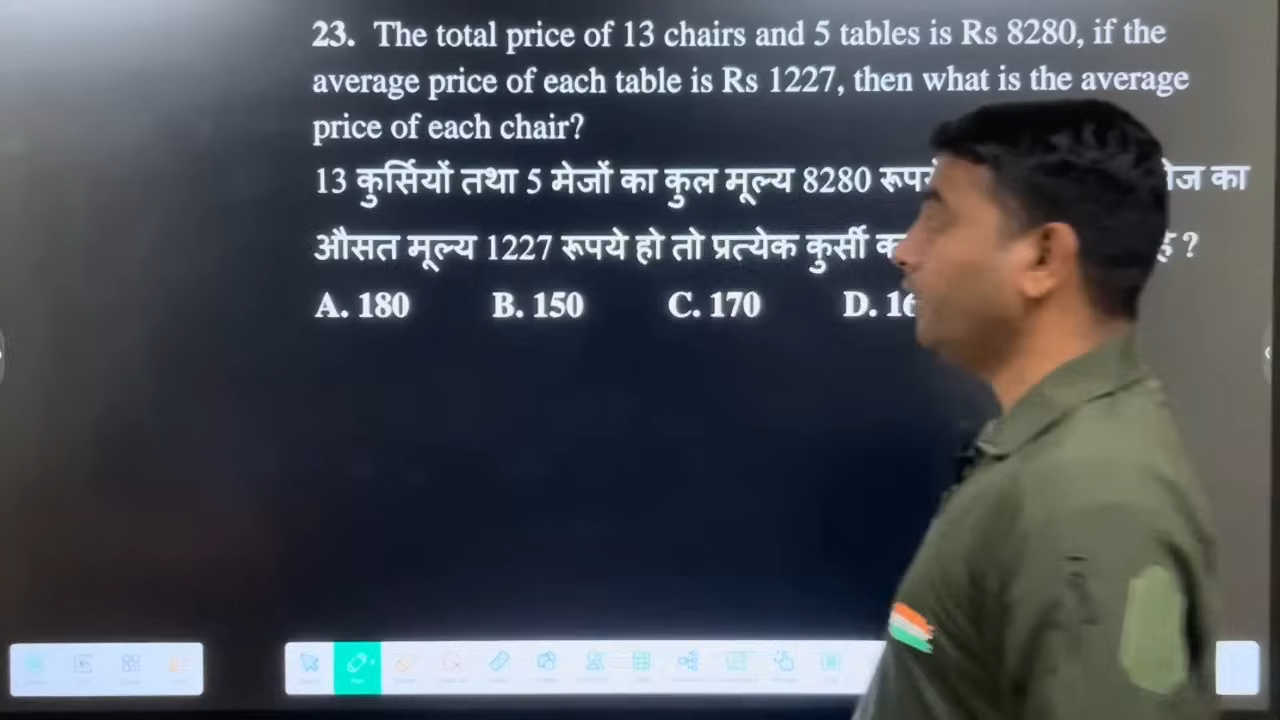 23. The total price of 13 chairs and 5 tables is Rs 8280, if the
average price of each table is Rs 1227, then what is the average
price of each chair?
13 कुर्सियों तथा 5 मेजों का कुल मूल्य 8280 का
औसत मूल्य 1227 रूपये हो तो प्रत्येक कुर्सी ?
A. 180 B. 150 C. 170 D.